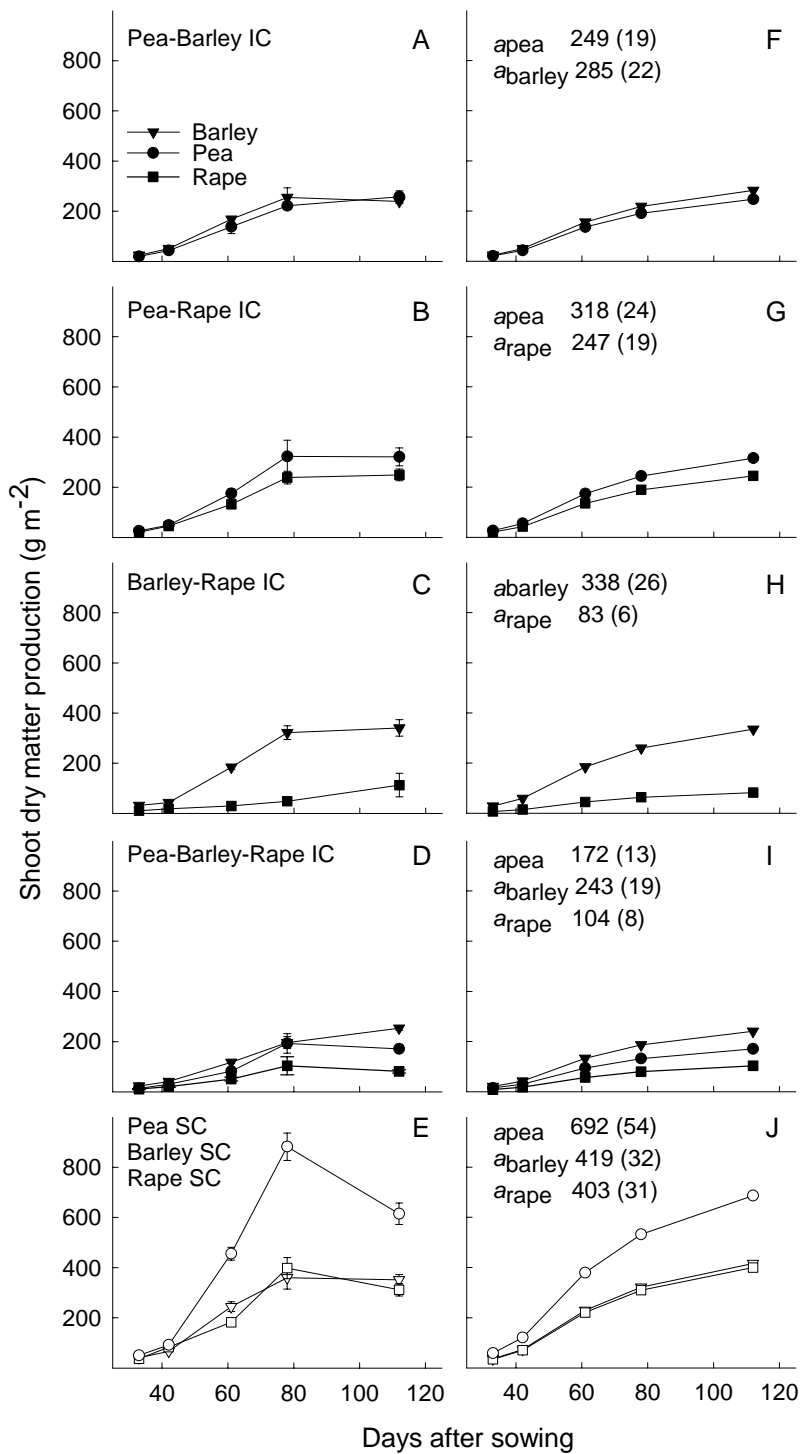 Pea-Barley IC A
Barley
Pea
Rape
800
600
400
200
apea 249 (19) F
abarley 285 (22)
Pea-Rape IC B
800
600
400
200
apea 318 (24) G
arape 247 (19)
Barley-Rape IC C
800
600
400
200
abarley 338 (26) H
arape 83 (6)
Pea-Barley-Rape IC D
800
600
400
200
apea 172 (13) I
abarley 243 (19)
arape 104 (8)
Pea SC E
Barley SC
Rape SC
800
600
400
200
apea 692 (54) J
abarley 419 (32)
arape 403 (31)
40 60 80 100 120
40 60 80 100 120
Shoot dry matter production (g m-2)
Days after sowing